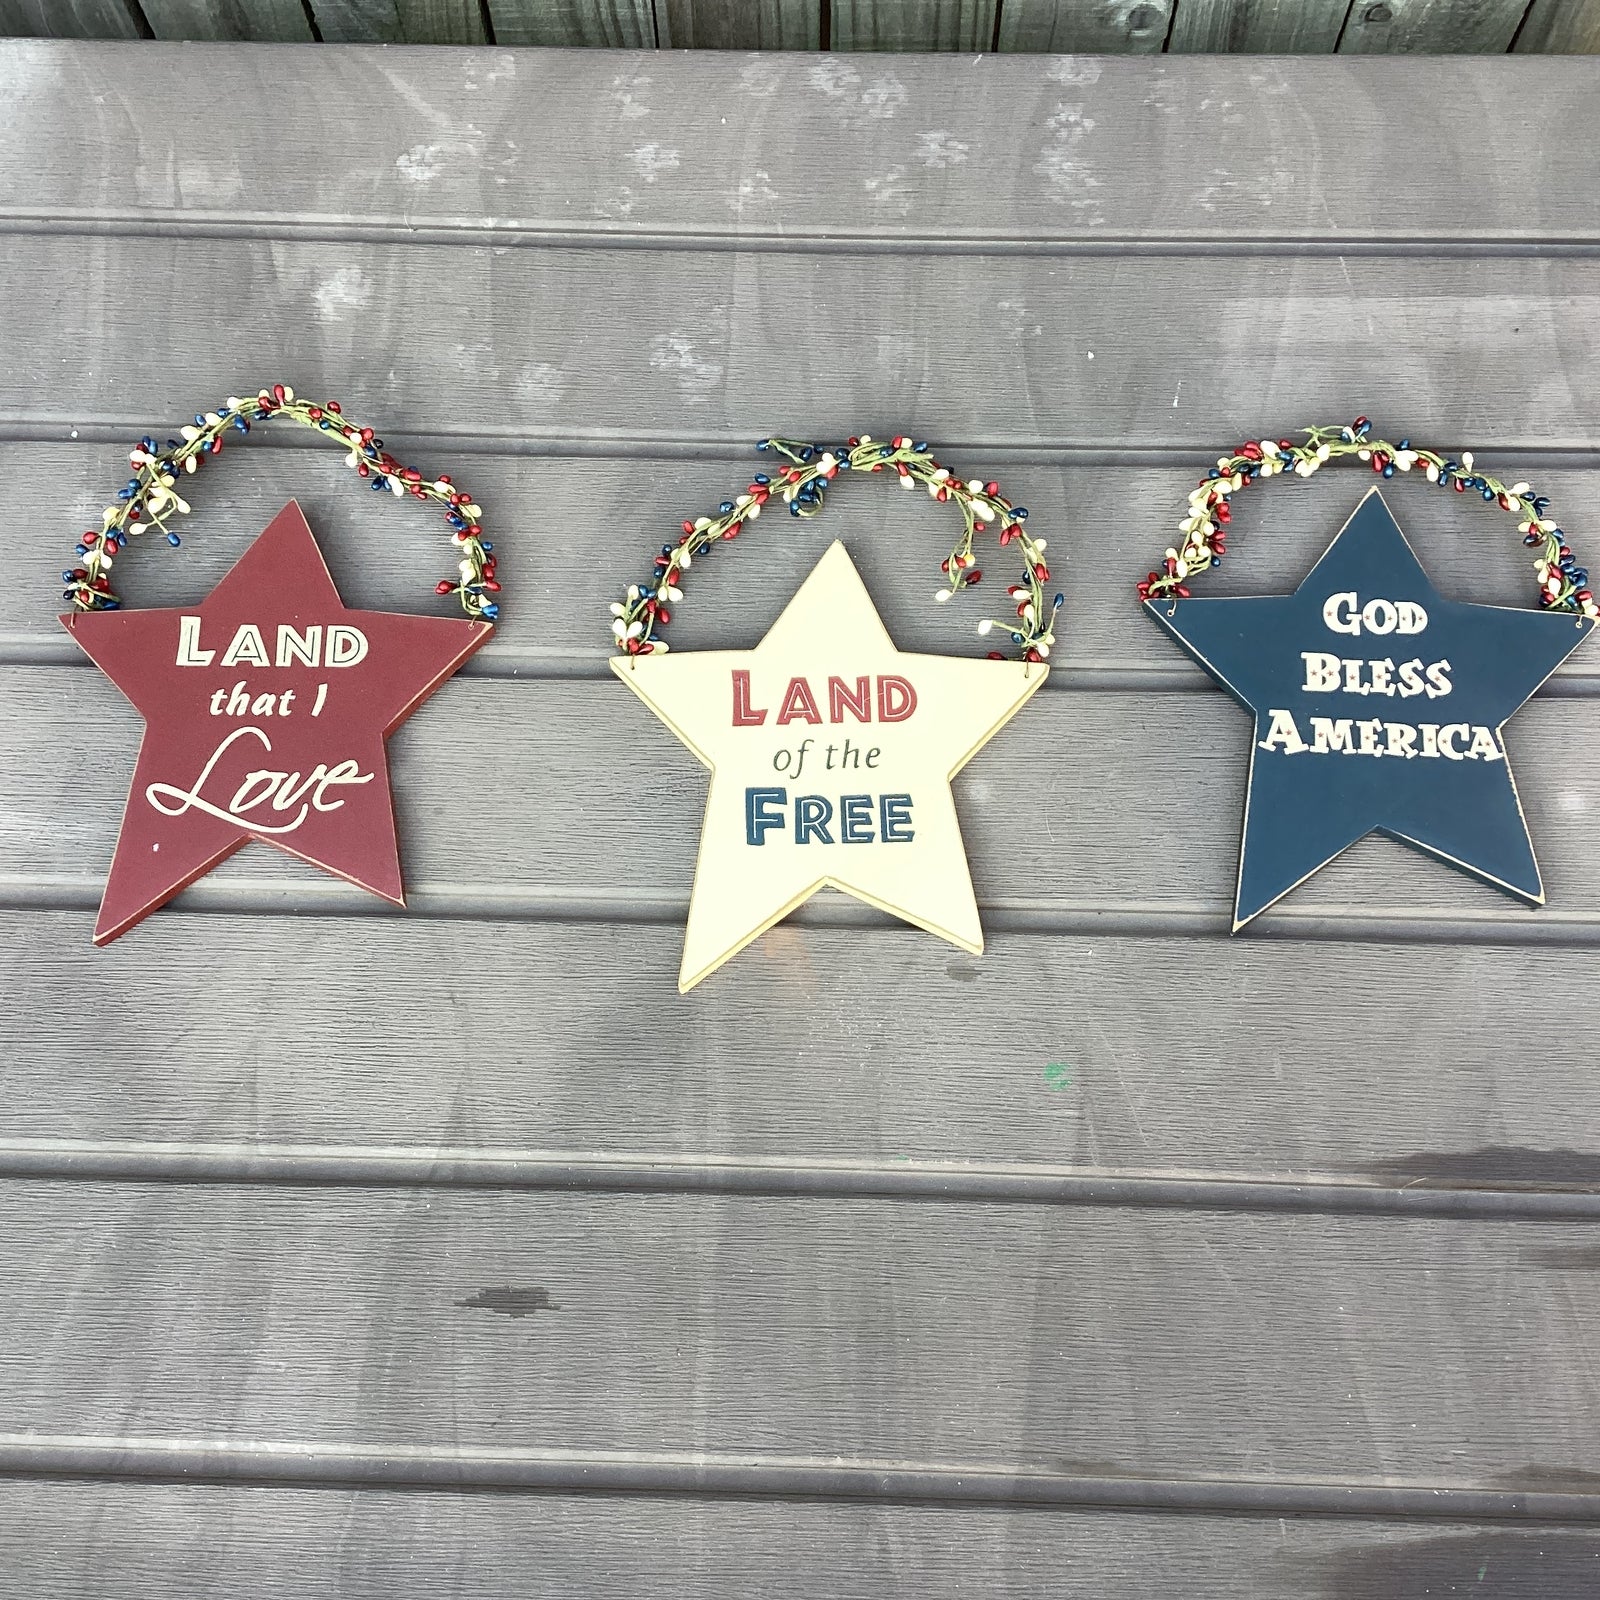 LAND
that I
Love
LAND
of the
FREE
GOD
BLESS
AMERICA